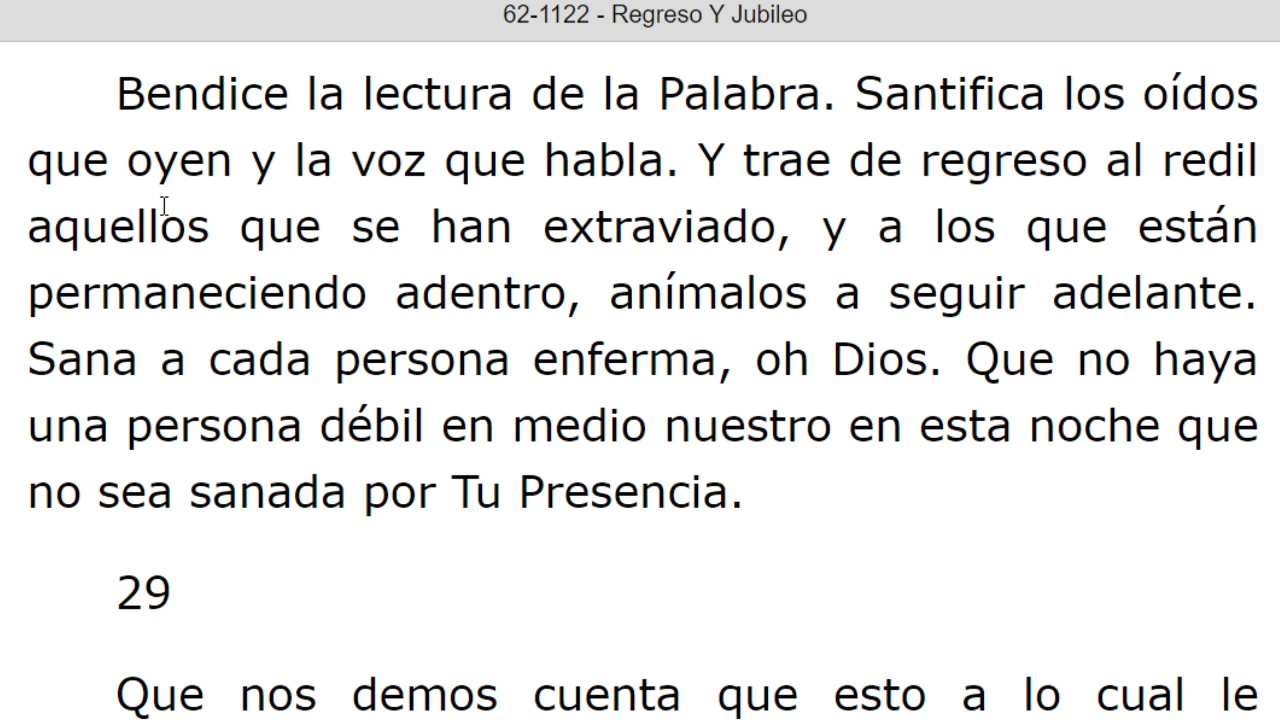 62-1122 - Regreso Y Jubileo
Bendice la lectura de la Palabra. Santifica los oídos
que oyen y la voz que habla. Y trae de regreso al redil
aquellos que se han extraviado, y a los que están
permaneciendo adentro, anímalos a seguir adelante.
Sana a cada persona enferma, oh Dios. Que no haya
una persona débil en medio nuestro en esta noche que
no sea sanada por Tu Presencia.
29
Que nos demos cuenta que esto a lo cual le